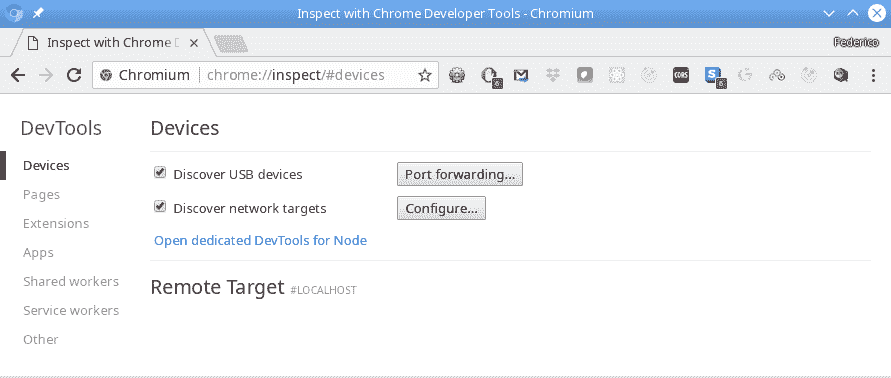 Inspect with Chrome Developer Tools - Chromium
Inspect with Chrome D
Federico
Chromium
chrome://inspect/#devices
6
CORS
S
6
G
DevTools
Devices
Pages
Extensions
Apps
Shared workers
Service workers
Other
Devices
Discover USB devices
Port forwarding...
Discover network targets
Configure...
Open dedicated DevTools for Node
Remote Target #LOCALHOST